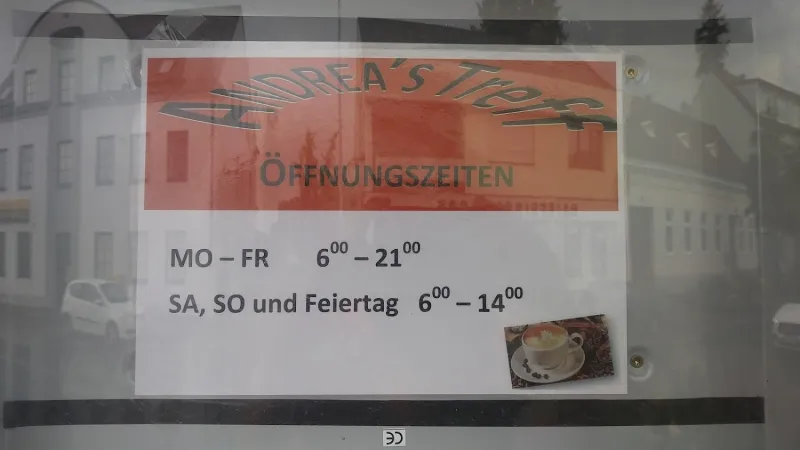 ANDREA'S Treff
ÖFFNUNGSZEITEN
MO – FR 6⁰⁰ – 21⁰⁰
SA, SO und Feiertag 6⁰⁰ – 14⁰⁰